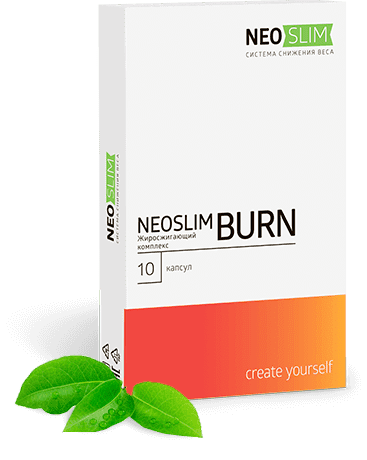 NEO SLIM
СИСТЕМА СНИЖЕНИЯ ВЕСА
NEO SLIM
СИСТЕМА СНИЖЕНИЯ ВЕСА
NEOSLIM BURN
Жиросжигающий
комплекс
10 капсул
create yourself